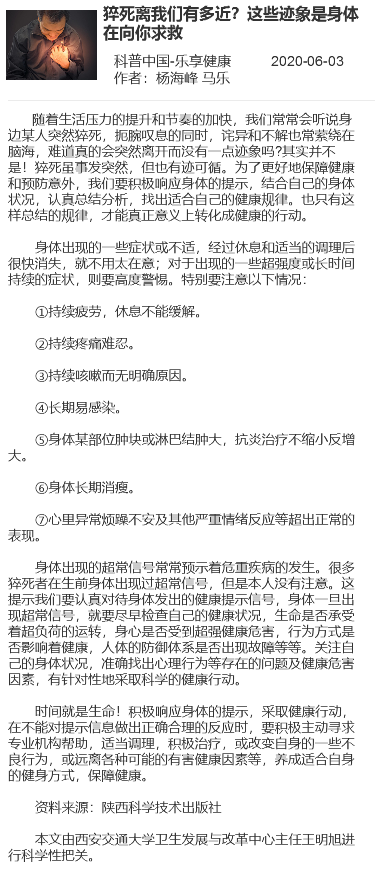 猝死离我们有多近？这些迹象是身体
在向你求救
科普中国-乐享健康 2020-06-03
作者：杨海峰 马乐
随着生活压力的提升和节奏的加快，我们常常会听说身
边某人突然猝死，扼腕叹息的同时，诧异和不解也常萦绕在
脑海，难道真的会突然离开而没有一点迹象吗?其实并不
是！猝死虽事发突然，但也有迹可循。为了更好地保障健康
和预防意外，我们要积极响应身体的提示，结合自己的身体
状况，认真总结分析，找出适合自己的健康规律。也只有这
样总结的规律，才能真正意义上转化成健康的行动。
身体出现的一些症状或不适，经过休息和适当的调理后
很快消失，就不用太在意；对于出现的一些超强度或长时间
持续的症状，则要高度警惕。特别要注意以下情况：
①持续疲劳，休息不能缓解。
②持续疼痛难忍。
③持续咳嗽而无明确原因。
④长期易感染。
⑤身体某部位肿块或淋巴结肿大，抗炎治疗不缩小反增
大。
⑥身体长期消瘦。
⑦心里异常烦躁不安及其他严重情绪反应等超出正常的
表现。
身体出现的超常信号常常预示着危重疾病的发生。很多
猝死者在生前身体出现过超常信号，但是本人没有注意。这
提示我们要认真对待身体发出的健康提示信号，身体一旦出
现超常信号，就要尽早检查自己的健康状况，生命是否承受
着超负荷的运转，身心是否受到超强健康危害，行为方式是
否影响着健康，人体的防御体系是否出现故障等等。关注自
己的身体状况，准确找出心理行为等存在的问题及健康危害
因素，有针对性地采取科学的健康行动。
时间就是生命！积极响应身体的提示，采取健康行动，
在不能对提示信息做出正确合理的反应时，要积极主动寻求
专业机构帮助，适当调理，积极治疗，或改变自身的一些不
良行为，或远离各种可能的有害健康因素等，养成适合自身
的健身方式，保障健康。
资料来源：陕西科学技术出版社
本文由西安交通大学卫生发展与改革中心主任王明旭进
行科学性把关。